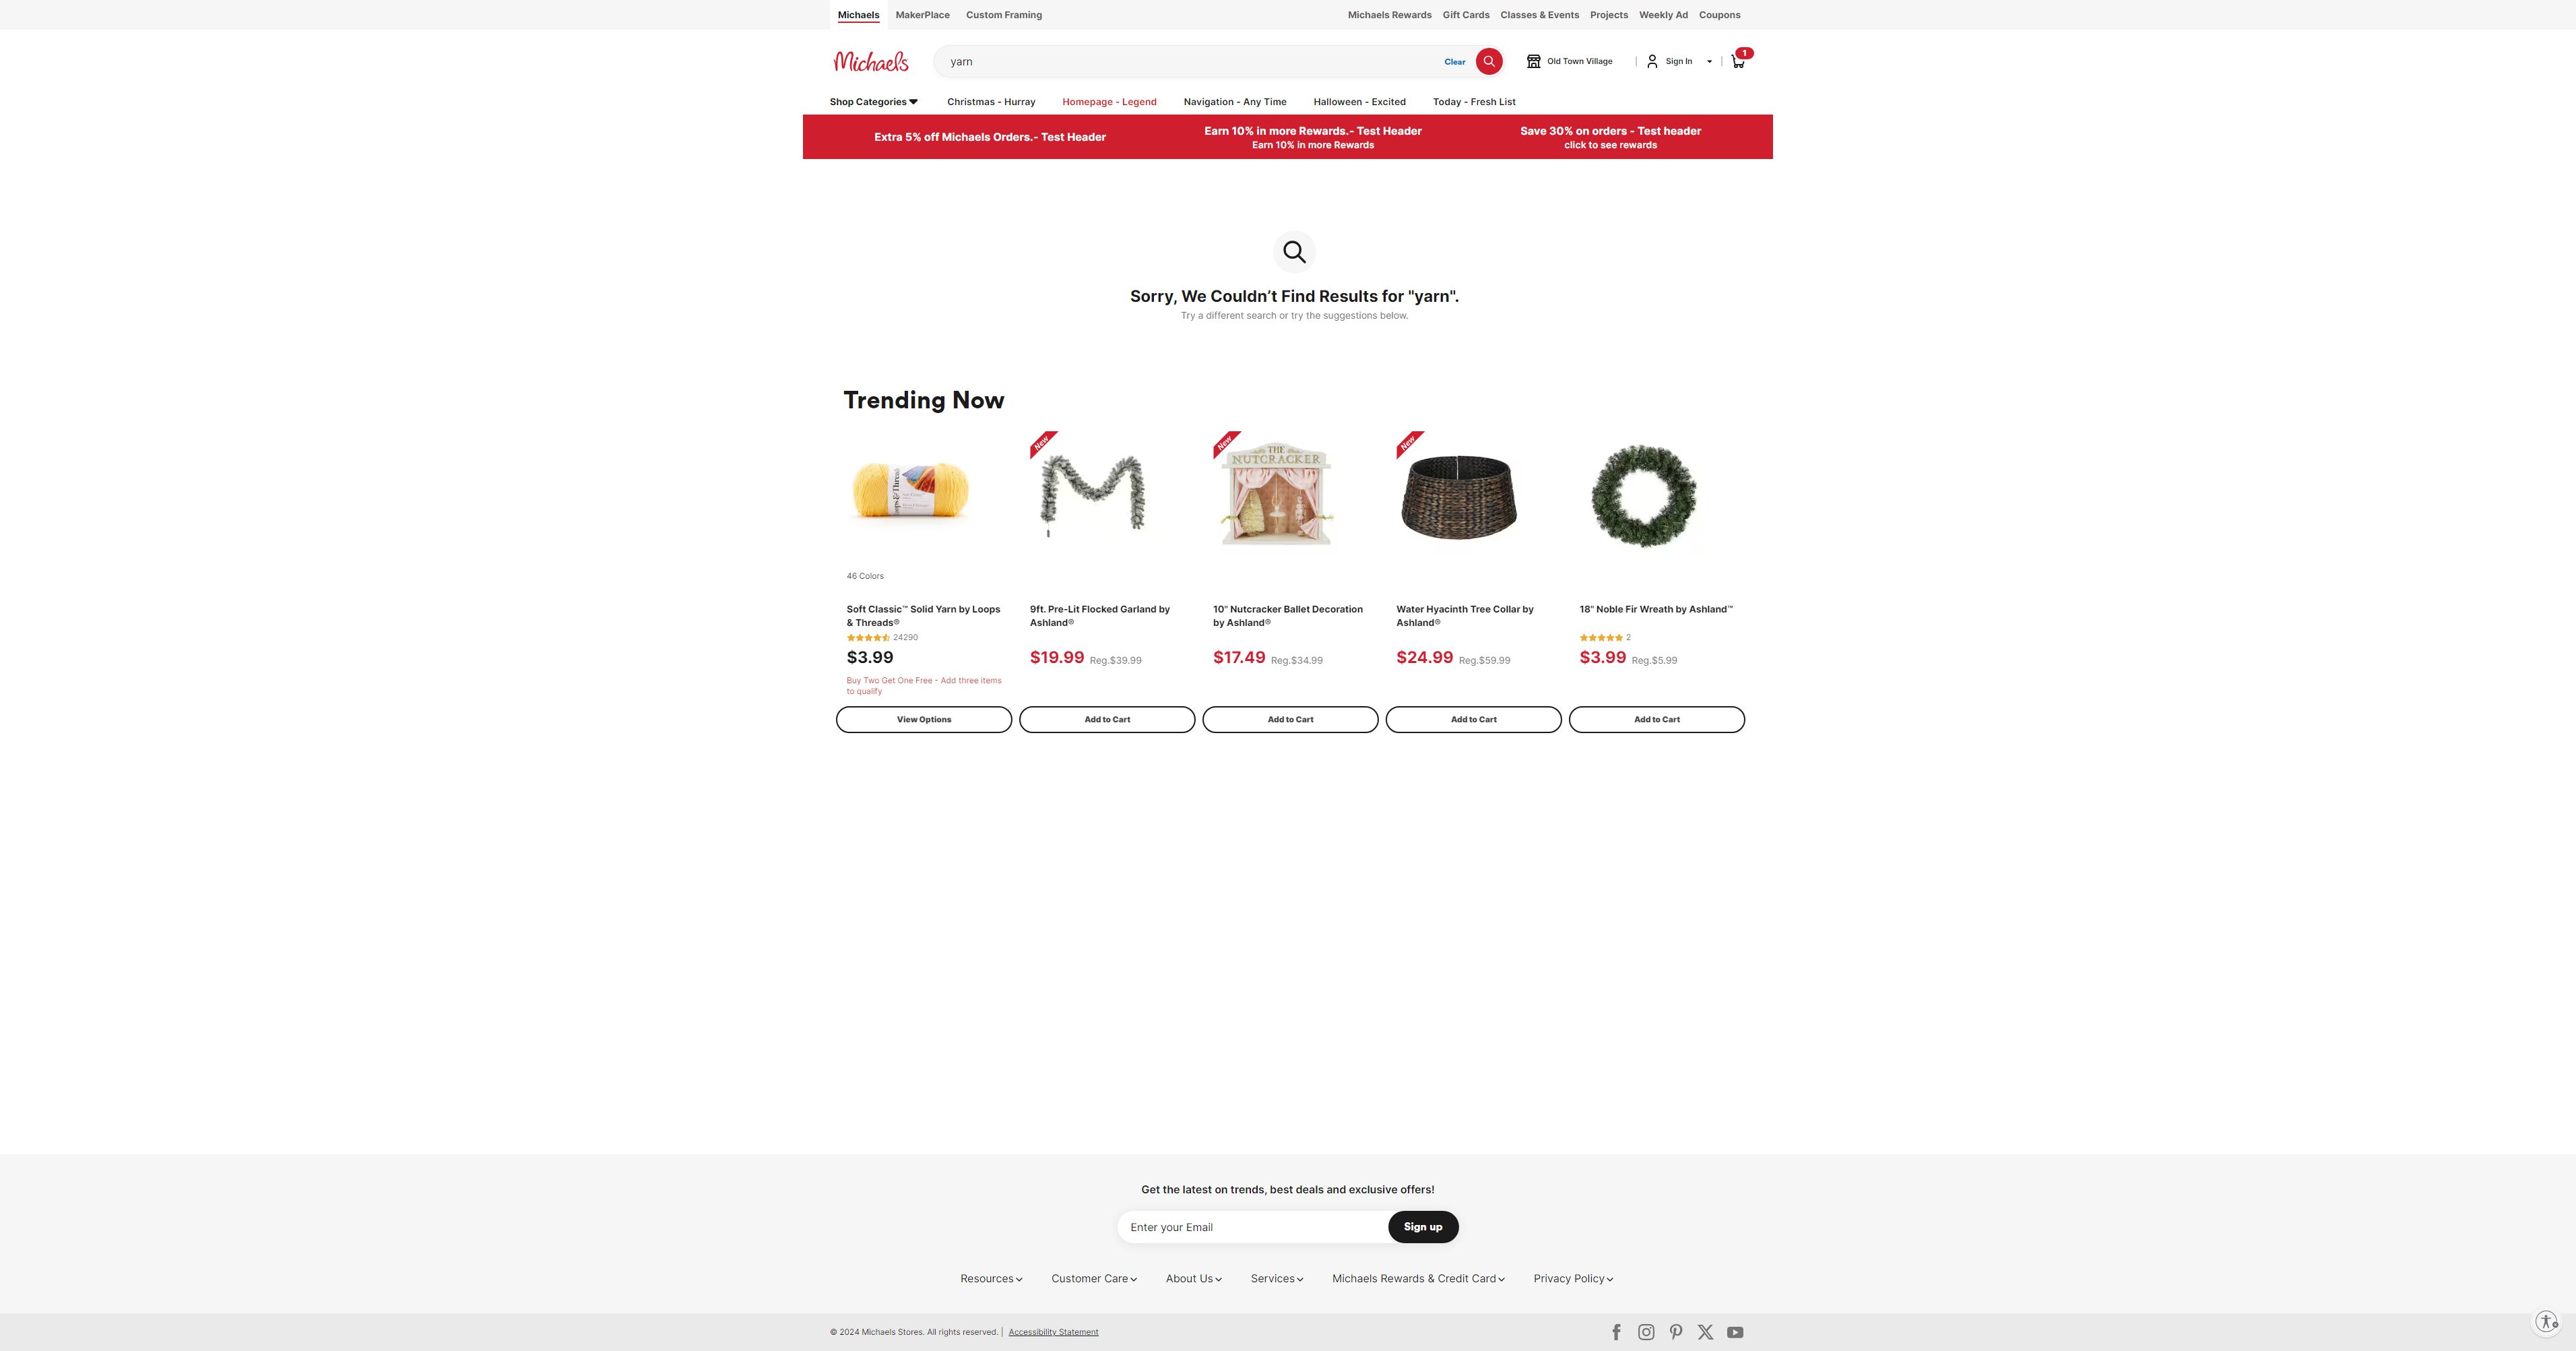 Michaels MakerPlace Custom Framing Michaels Rewards Gift Cards Classes & Events Projects Weekly Ad Coupons
Michaels yarn Clear Old Town Village | Sign In | 1
Shop Categories Christmas - Hurray Homepage - Legend Navigation - Any Time Halloween - Excited Today - Fresh List
Extra 5% off Michaels Orders.- Test Header
Earn 10% in more Rewards.- Test Header
Earn 10% in more Rewards
Save 30% on orders - Test header
click to see rewards
Sorry, We Couldn’t Find Results for "yarn".
Try a different search or try the suggestions below.
Trending Now
46 Colors
Soft Classic™ Solid Yarn by Loops
& Threads®
24290
$3.99
Buy Two Get One Free - Add three items
to qualify
View Options
New
9ft. Pre-Lit Flocked Garland by
Ashland®
$19.99 Reg.$39.99
Add to Cart
New
THE
NUTCRACKER
10" Nutcracker Ballet Decoration
by Ashland®
$17.49 Reg.$34.99
Add to Cart
New
Water Hyacinth Tree Collar by
Ashland®
$24.99 Reg.$59.99
Add to Cart
18" Noble Fir Wreath by Ashland™
2
$3.99 Reg.$5.99
Add to Cart
Get the latest on trends, best deals and exclusive offers!
Enter your Email Sign up
Resources Customer Care About Us Services Michaels Rewards & Credit Card Privacy Policy
© 2024 Michaels Stores. All rights reserved. | Accessibility Statement